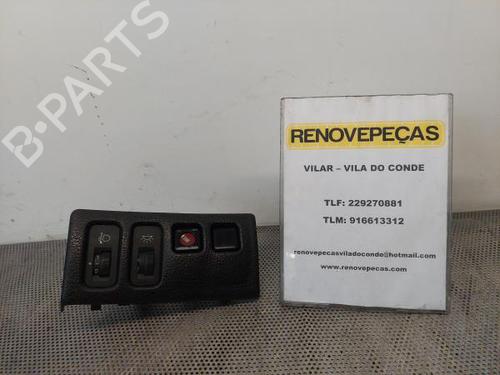 B-PARTS
RENOVEPEÇAS
VILAR – VILA DO CONDE
TLF: 229270881
TLM: 916613312
renovepecasviladoconde@hotmail.com
www.renovepecas.com